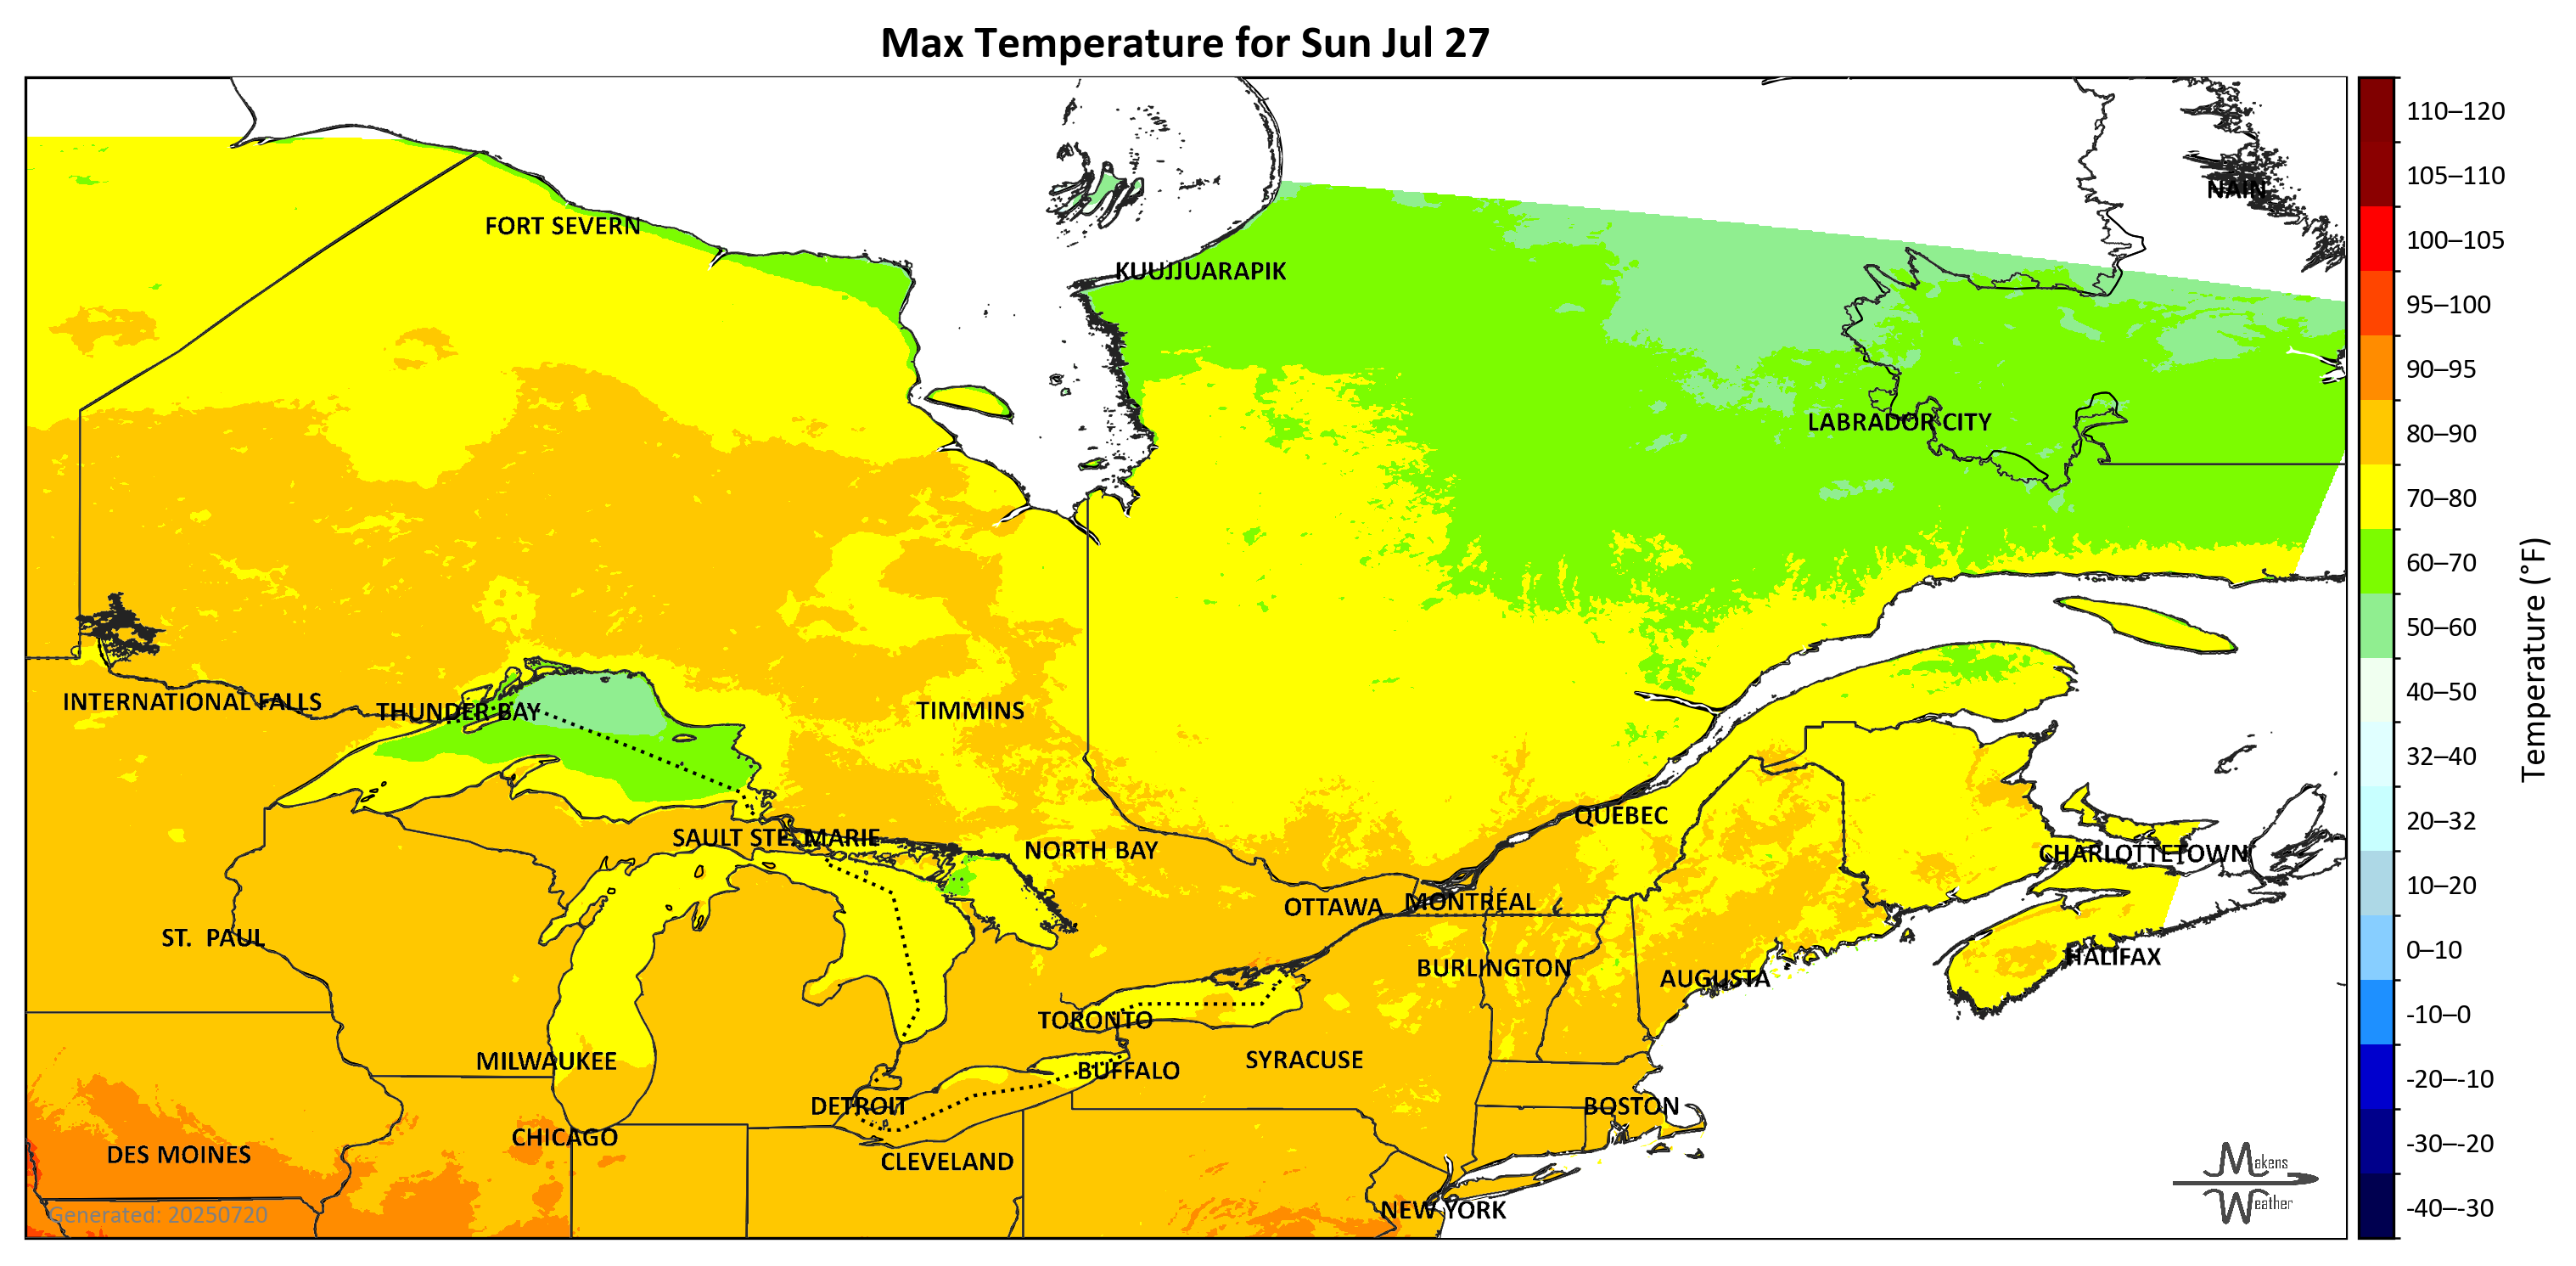 Max Temperature for Sun Jul 27
110–120
105–110
NAIN
FORT SEVERN
100–105
KUUJJUARAPIK
95–100
90–95
LABRADOR CITY
80–90
70–80
60–70
50–60
40–50
Temperature (°F)
INTERNATIONAL FALLS
THUNDER BAY
TIMMINS
32–40
QUEBEC
20–32
SAULT STE. MARIE
NORTH BAY
CHARLOTTETOWN
10–20
OTTAWA
MONTRÉAL
ST. PAUL
0–10
HALIFAX
BURLINGTON
AUGUSTA
-10–0
TORONTO
MILWAUKEE
SYRACUSE
BUFFALO
-20–-10
DETROIT
BOSTON
CHICAGO
-30–-20
DES MOINES
CLEVELAND
Makens
Weather
NEW YORK
-40–-30
Generated: 20250720